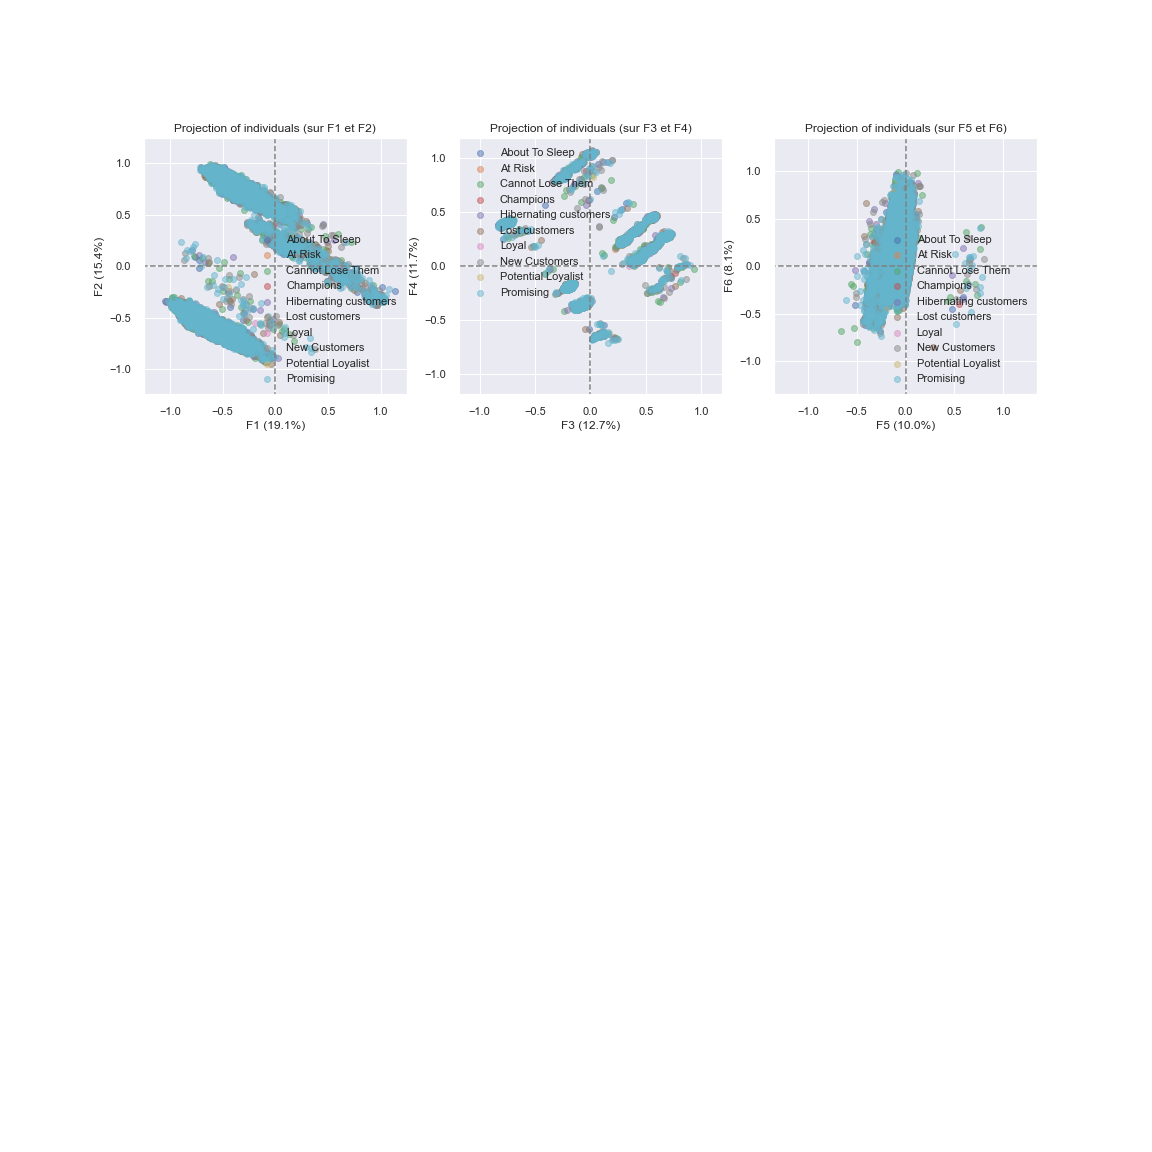 Projection of individuals (sur F1 et F2)
1.0
0.5
0.0
−0.5
−1.0
F2 (15.4%)
About To Sleep
At Risk
Cannot Lose Them
Champions
Hibernating customers
Lost customers
Loyal
New Customers
Potential Loyalist
Promising
−1.0
−0.5
0.0
0.5
1.0
F1 (19.1%)
Projection of individuals (sur F3 et F4)
1.0
0.5
0.0
−0.5
−1.0
F4 (11.7%)
About To Sleep
At Risk
Cannot Lose Them
Champions
Hibernating customers
Lost customers
Loyal
New Customers
Potential Loyalist
Promising
−1.0
−0.5
0.0
0.5
1.0
F3 (12.7%)
Projection of individuals (sur F5 et F6)
1.0
0.5
0.0
−0.5
−1.0
F6 (8.1%)
About To Sleep
At Risk
Cannot Lose Them
Champions
Hibernating customers
Lost customers
Loyal
New Customers
Potential Loyalist
Promising
−1.0
−0.5
0.0
0.5
1.0
F5 (10.0%)